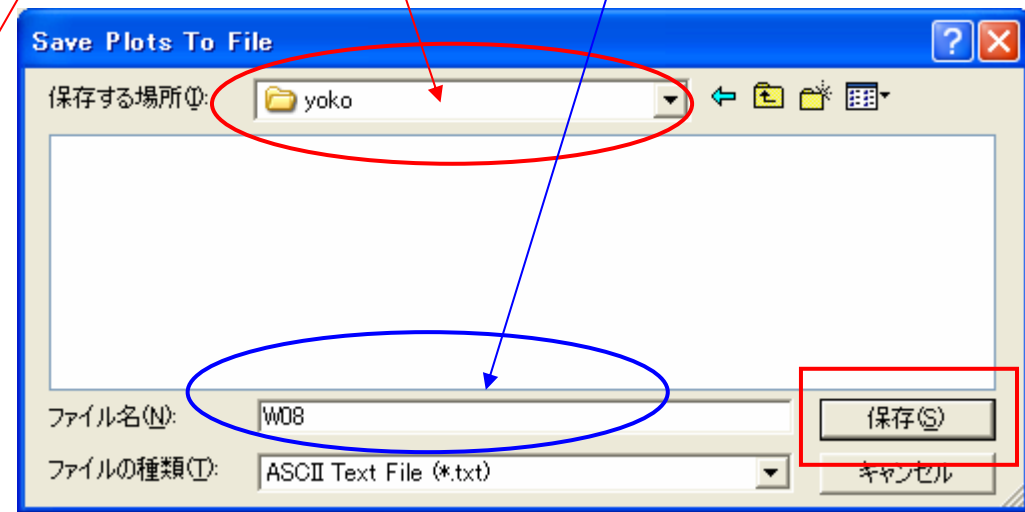 Save Plots To File
保存する場所(I): yoko
ファイル名(N): W08 保存(S)
ファイルの種類(T): ASCII Text File (*.txt) キャンセル